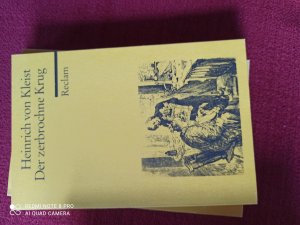 Heinrich von Kleist
Der zerbrochne Krug
Reclam
REDMI NOTE 8 PRO
AI QUAD CAMERA